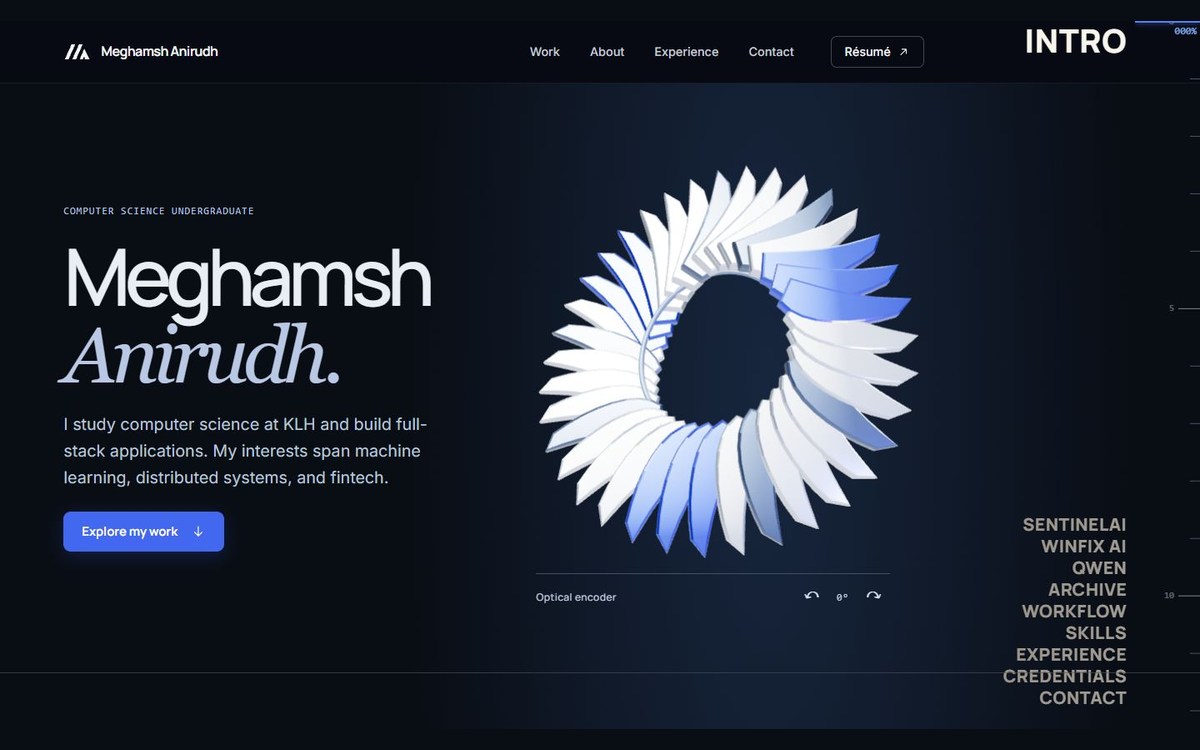 Meghamsh Anirudh
Work
About
Experience
Contact
Résumé
INTRO
000%
COMPUTER SCIENCE UNDERGRADUATE
Meghamsh
Anirudh.
I study computer science at KLH and build full-
stack applications. My interests span machine
learning, distributed systems, and fintech.
Explore my work
Optical encoder
0°
5
10
SENTINELAI
WINFIX AI
QWEN
ARCHIVE
WORKFLOW
SKILLS
EXPERIENCE
CREDENTIALS
CONTACT